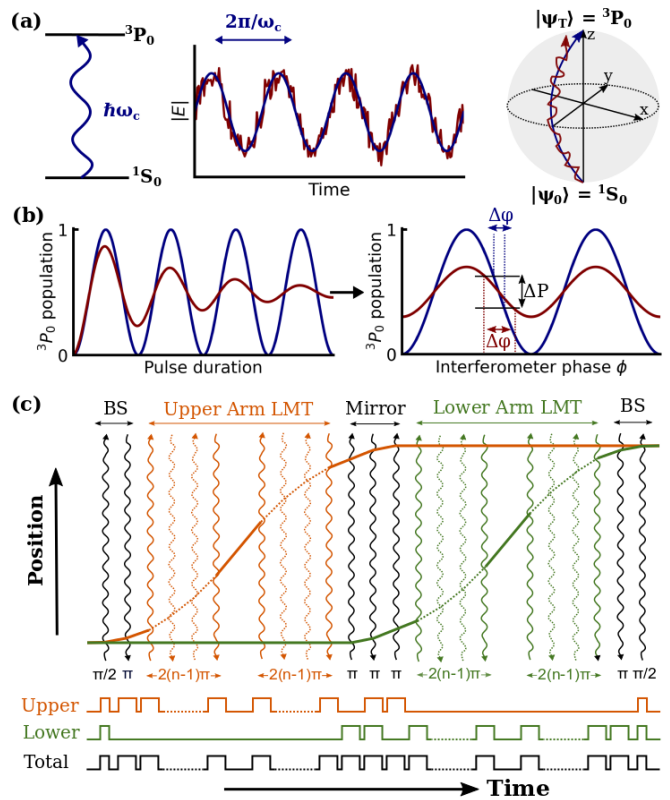 (a)
³P₀
ħω_c
¹S₀
2π/ω_c
|E|
Time
|ψ_T⟩ = ³P₀
z
y
x
|ψ₀⟩ = ¹S₀
(b)
1
0
³P₀ population
Pulse duration
1
0
³P₀ population
Δφ
ΔP
Δφ
Interferometer phase ϕ
(c)
BS Upper Arm LMT Mirror Lower Arm LMT BS
Position
π/2 π 2(n-1)π 2(n-1)π π π π 2(n-1)π 2(n-1)π π π/2
Upper
Lower
Total
Time